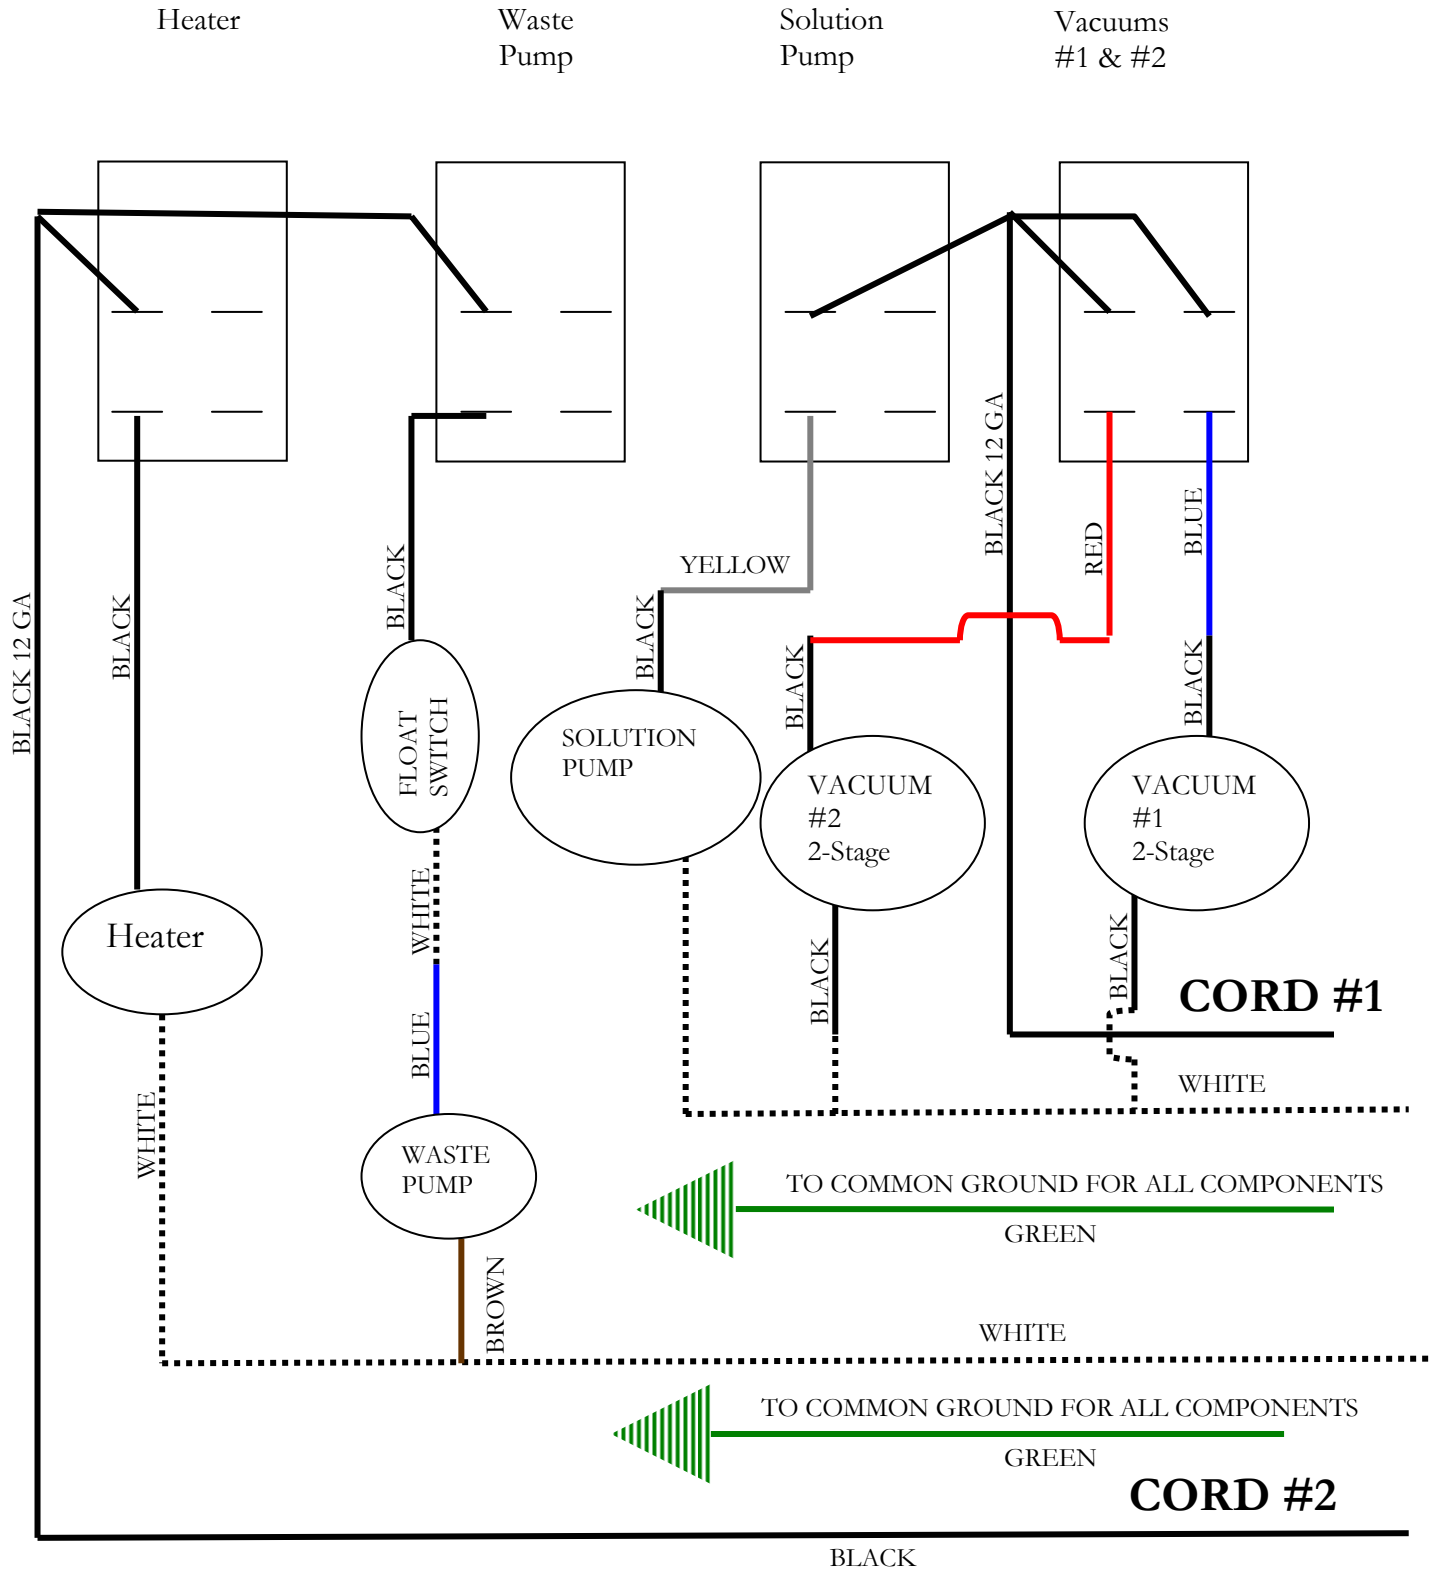 Heater
Waste
Pump
Solution
Pump
Vacuums
#1 & #2
BLACK 12 GA
BLACK
BLACK
YELLOW
BLACK
BLACK 12 GA
RED
BLUE
BLACK
BLACK
FLOAT
SWITCH
SOLUTION
PUMP
VACUUM
#2
2-Stage
VACUUM
#1
2-Stage
Heater
WHITE
BLACK
BLACK
CORD #1
BLUE
WHITE
WHITE
WASTE
PUMP
TO COMMON GROUND FOR ALL COMPONENTS
GREEN
BROWN
WHITE
TO COMMON GROUND FOR ALL COMPONENTS
GREEN
CORD #2
BLACK